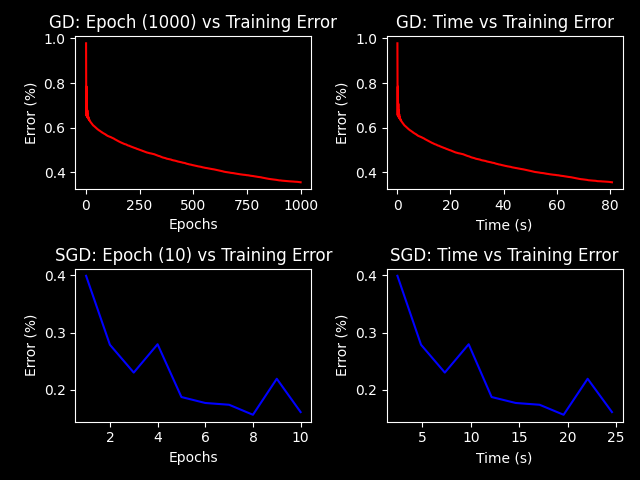 GD: Epoch (1000) vs Training Error
1.0
0.8
0.6
0.4
Error (%)
0 250 500 750 1000
Epochs
GD: Time vs Training Error
1.0
0.8
0.6
0.4
Error (%)
0 20 40 60 80
Time (s)
SGD: Epoch (10) vs Training Error
0.4
0.3
0.2
Error (%)
2 4 6 8 10
Epochs
SGD: Time vs Training Error
0.4
0.3
0.2
Error (%)
5 10 15 20 25
Time (s)